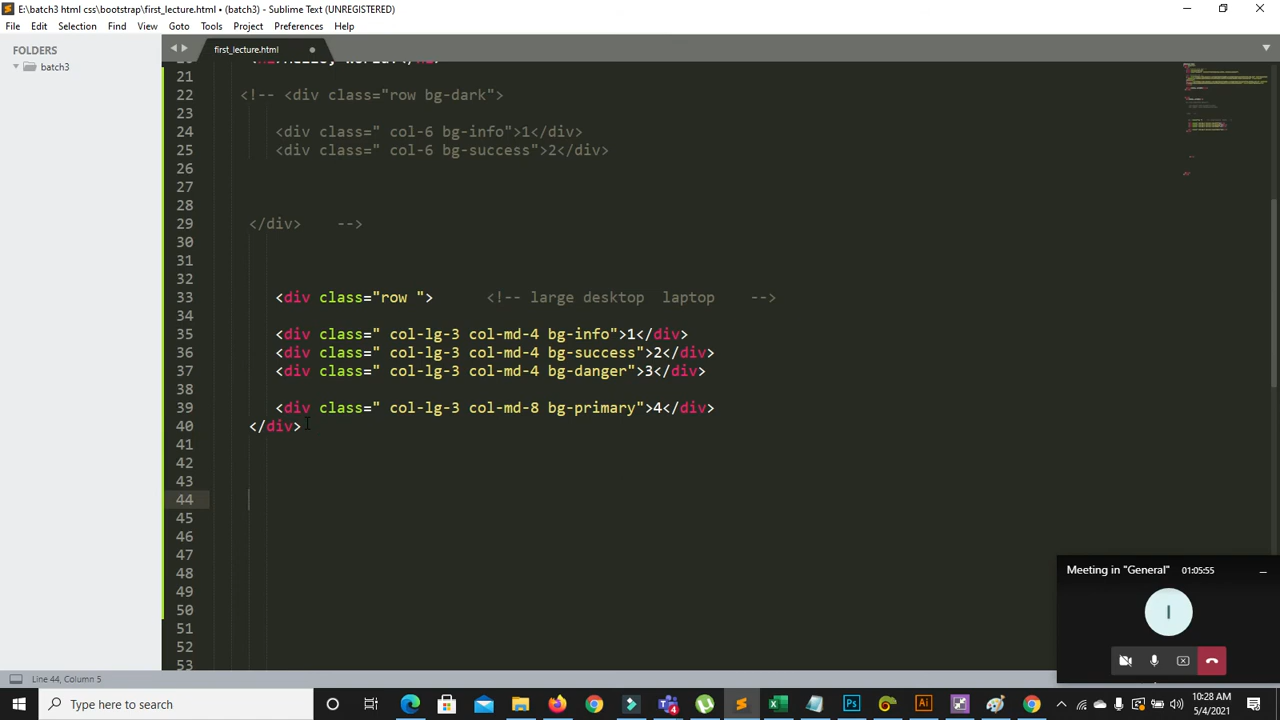 E:\batch3 html css\bootstrap\first_lecture.html • (batch3) - Sublime Text (UNREGISTERED)
File Edit Selection Find View Goto Tools Project Preferences Help
FOLDERS
batch3
first_lecture.html
21
22 <!-- <div class="row bg-dark">
23
24 <div class=" col-6 bg-info">1</div>
25 <div class=" col-6 bg-success">2</div>
26
27
28
29 </div> -->
30
31
32
33 <div class="row "> <!-- large desktop laptop -->
34
35 <div class=" col-lg-3 col-md-4 bg-info">1</div>
36 <div class=" col-lg-3 col-md-4 bg-success">2</div>
37 <div class=" col-lg-3 col-md-4 bg-danger">3</div>
38
39 <div class=" col-lg-3 col-md-8 bg-primary">4</div>
40 </div>
41
42
43
44
45
46
47
48
49
50
51
52
53
Meeting in "General" 01:05:55
I
Line 44, Column 5
Type here to search
10:28 AM
5/4/2021